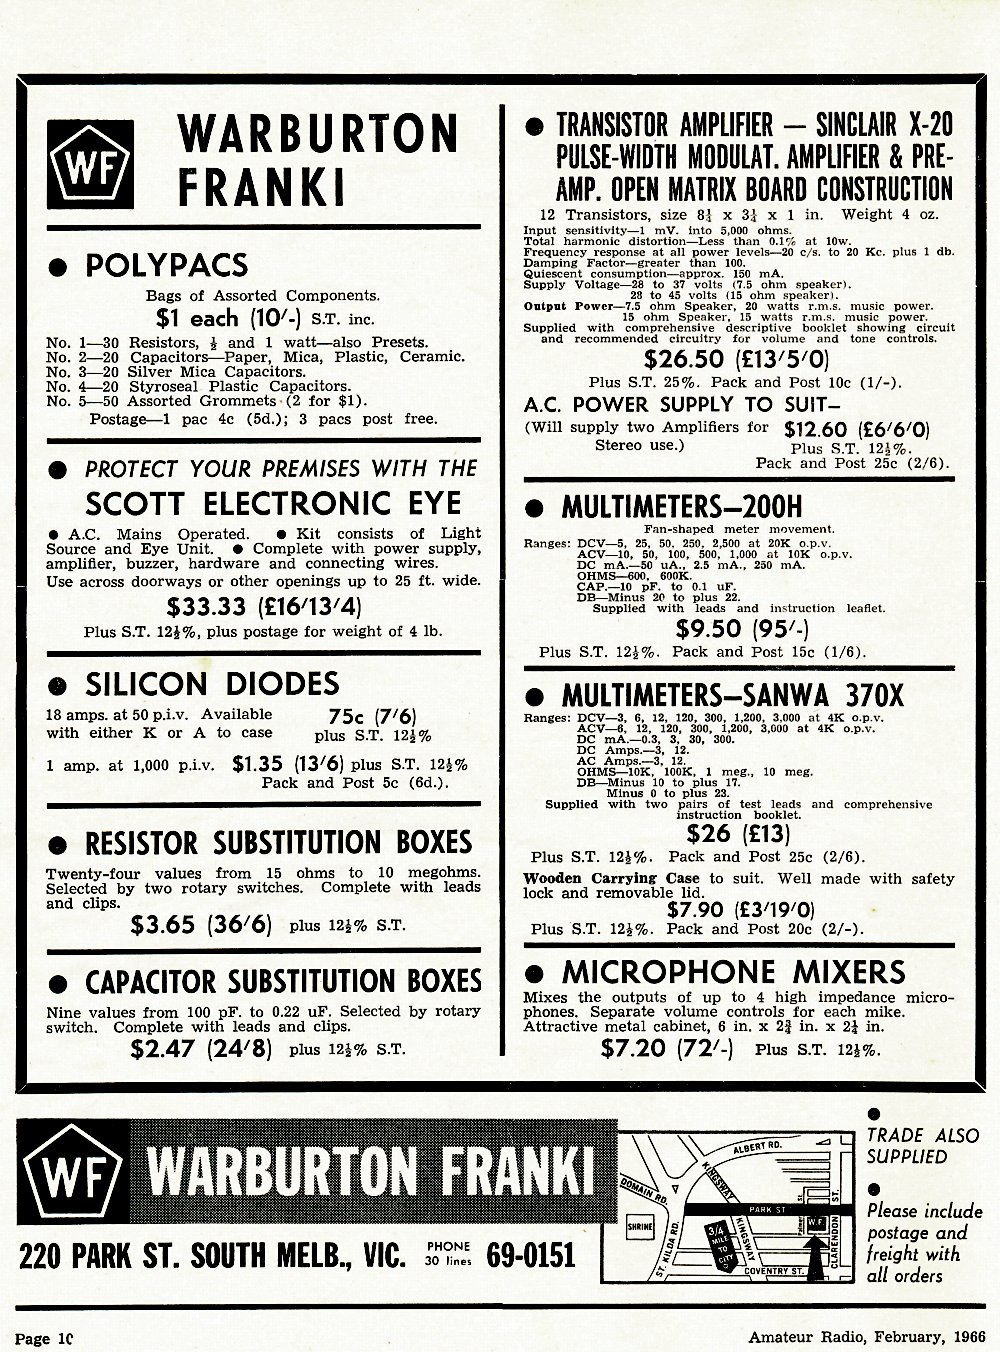 WF
WARBURTON
FRANKI
● POLYPACS
Bags of Assorted Components.
$1 each (10/-) S.T. inc.
No. 1—30 Resistors, ½ and 1 watt—also Presets.
No. 2—20 Capacitors—Paper, Mica, Plastic, Ceramic.
No. 3—20 Silver Mica Capacitors.
No. 4—20 Styroseal Plastic Capacitors.
No. 5—50 Assorted Grommets (2 for $1).
Postage—1 pac 4c (5d.); 3 pacs post free.
● PROTECT YOUR PREMISES WITH THE
SCOTT ELECTRONIC EYE
● A.C. Mains Operated. ● Kit consists of Light
Source and Eye Unit. ● Complete with power supply,
amplifier, buzzer, hardware and connecting wires.
Use across doorways or other openings up to 25 ft. wide.
$33.33 (£16/13/4)
Plus S.T. 12½%, plus postage for weight of 4 lb.
● SILICON DIODES
18 amps. at 50 p.i.v. Available
with either K or A to case
75c (7/6)
plus S.T. 12½%
1 amp. at 1,000 p.i.v. $1.35 (13/6) plus S.T. 12½%
Pack and Post 5c (6d.).
● RESISTOR SUBSTITUTION BOXES
Twenty-four values from 15 ohms to 10 megohms.
Selected by two rotary switches. Complete with leads
and clips.
$3.65 (36/6) plus 12½% S.T.
● CAPACITOR SUBSTITUTION BOXES
Nine values from 100 pF. to 0.22 uF. Selected by rotary
switch. Complete with leads and clips.
$2.47 (24/8) plus 12½% S.T.
● TRANSISTOR AMPLIFIER — SINCLAIR X-20
PULSE-WIDTH MODULAT. AMPLIFIER & PRE-
AMP. OPEN MATRIX BOARD CONSTRUCTION
12 Transistors, size 8¼ x 3¼ x 1 in. Weight 4 oz.
Input sensitivity—1 mV. into 5,000 ohms.
Total harmonic distortion—Less than 0.1% at 10w.
Frequency response at all power levels—20 c/s. to 20 Kc. plus 1 db.
Damping Factor—greater than 100.
Quiescent consumption—approx. 150 mA.
Supply Voltage—28 to 37 volts (7.5 ohm speaker).
28 to 45 volts (15 ohm speaker).
Output Power—7.5 ohm Speaker, 20 watts r.m.s. music power.
15 ohm Speaker, 15 watts r.m.s. music power.
Supplied with comprehensive descriptive booklet showing circuit
and recommended circuitry for volume and tone controls.
$26.50 (£13/5/0)
Plus S.T. 25%. Pack and Post 10c (1/-).
A.C. POWER SUPPLY TO SUIT—
(Will supply two Amplifiers for
Stereo use.)
$12.60 (£6/6/0)
Plus S.T. 12½%.
Pack and Post 25c (2/6).
● MULTIMETERS—200H
Fan-shaped meter movement.
Ranges: DCV—5, 25, 50, 250, 2,500 at 20K o.p.v.
ACV—10, 50, 100, 500, 1,000 at 10K o.p.v.
DC mA.—50 uA., 2.5 mA., 250 mA.
OHMS—600, 600K.
CAP.—10 pF. to 0.1 uF.
DB—Minus 20 to plus 22.
Supplied with leads and instruction leaflet.
$9.50 (95/-)
Plus S.T. 12½%. Pack and Post 15c (1/6).
● MULTIMETERS—SANWA 370X
Ranges: DCV—3, 6, 12, 120, 300, 1,200, 3,000 at 4K o.p.v.
ACV—6, 12, 120, 300, 1,200, 3,000 at 4K o.p.v.
DC mA.—0.3, 3, 30, 300.
DC Amps.—3, 12.
AC Amps.—3, 12.
OHMS—10K, 100K, 1 meg., 10 meg.
DB—Minus 10 to plus 17.
Minus 0 to plus 23.
Supplied with two pairs of test leads and comprehensive
instruction booklet.
$26 (£13)
Plus S.T. 12½%. Pack and Post 25c (2/6).
Wooden Carrying Case to suit. Well made with safety
lock and removable lid.
$7.90 (£3/19/0)
Plus S.T. 12½%. Pack and Post 20c (2/-).
● MICROPHONE MIXERS
Mixes the outputs of up to 4 high impedance micro-
phones. Separate volume controls for each mike.
Attractive metal cabinet, 6 in. x 2¾ in. x 2¼ in.
$7.20 (72/-) Plus S.T. 12½%.
WF WARBURTON FRANKI
220 PARK ST. SOUTH MELB., VIC. PHONE
30 lines 69-0151
ALBERT RD.
KINGSWAY
DOMAIN RD.
PARK ST
SHRINE
ST. KILDA RD.
3/4
MILE
TO
CITY
KINGSWAY
COVENTRY ST.
W.F.
CLARENDON ST.
● TRADE ALSO
SUPPLIED
● Please include
postage and
freight with
all orders
Page 10
Amateur Radio, February, 1966